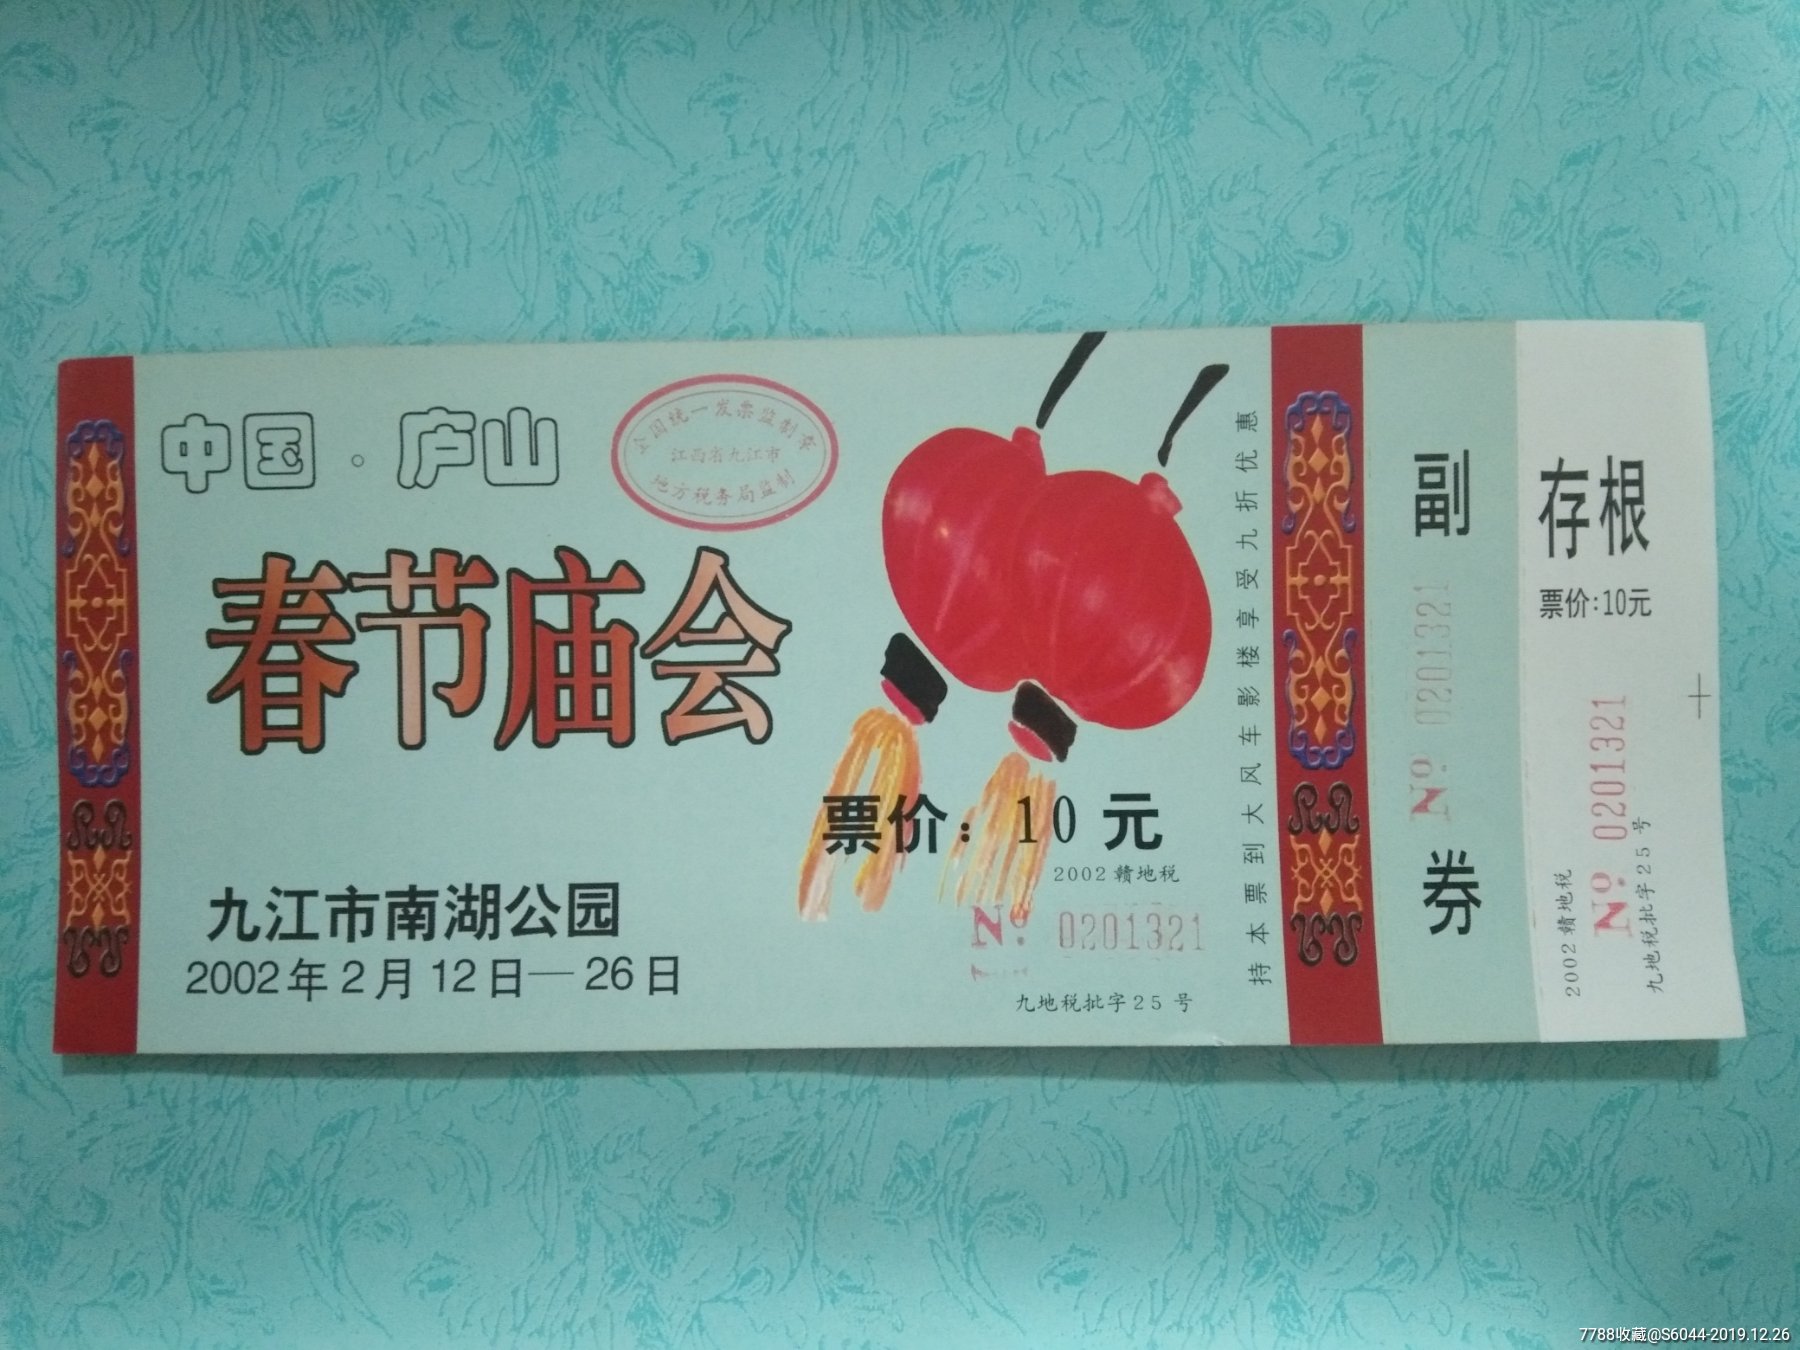 中国·庐山
全国统一发票监制章
江西省九江市
地方税务局监制
春节庙会
票价：10元
2002赣地税
No. 0201321
九地税批字25号
九江市南湖公园
2002年2月12日—26日
持本票到大风车影楼享受九折优惠
副券
No. 0201321
存根
票价:10元
No. 0201321
2002赣地税
九地税批字25号
7788收藏@S6044-2019.12.26